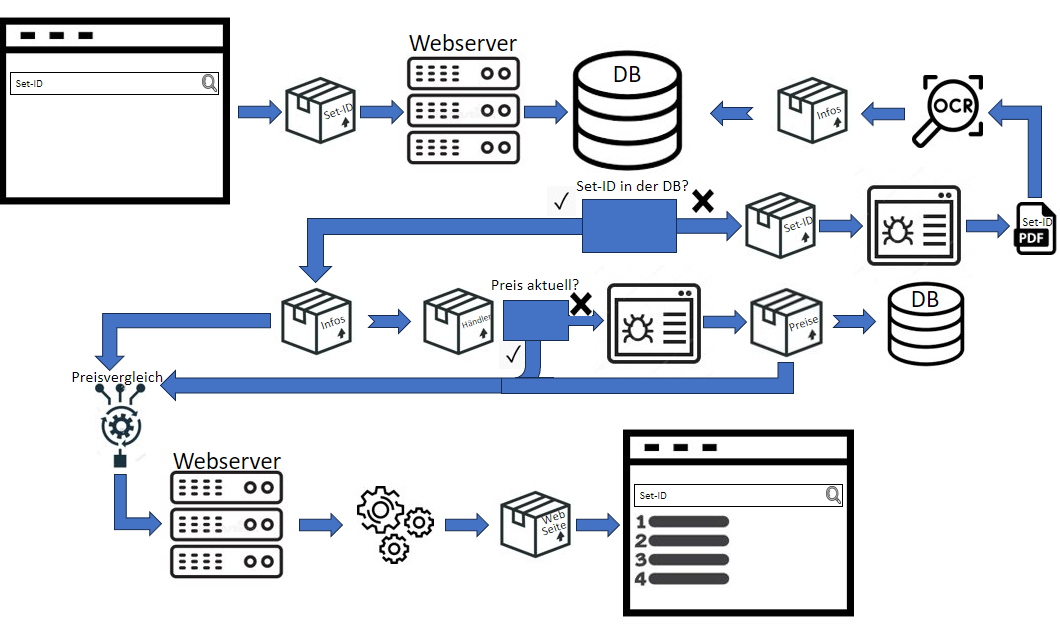 Set-ID
Set-ID
Webserver
DB
Infos
OCR
Set-ID in der DB?
Set-ID
Set-ID
PDF
Infos
Händler
Preis aktuell?
Preise
DB
Preisvergleich
Webserver
Web
Seite
Set-ID
1
2
3
4